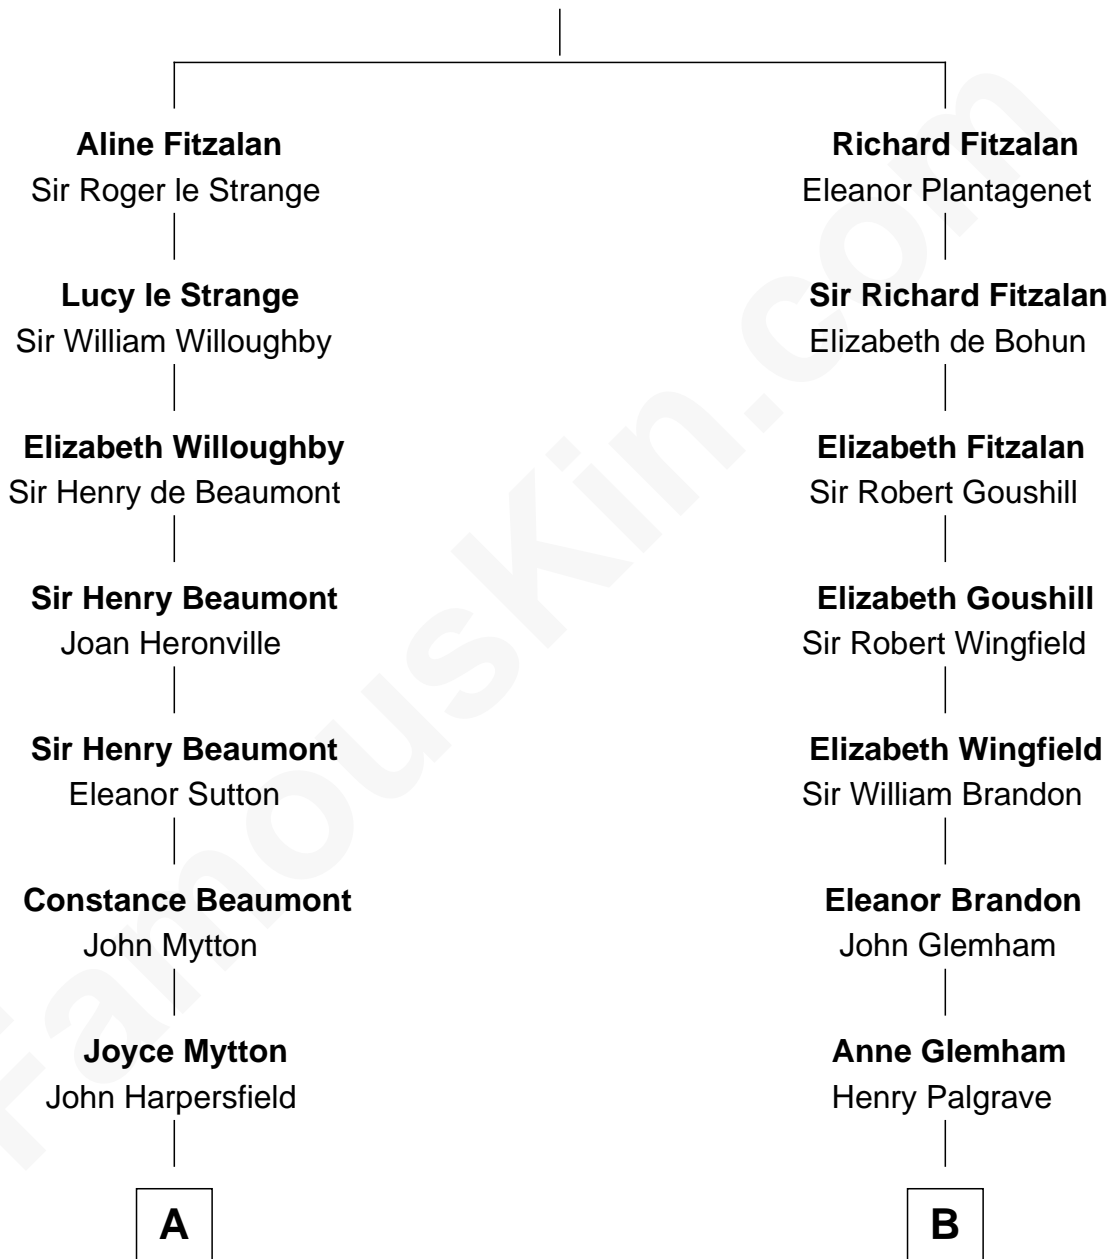 Aline Fitzalan
Sir Roger le Strange
Lucy le Strange
Sir William Willoughby
Elizabeth Willoughby
Sir Henry de Beaumont
Sir Henry Beaumont
Joan Heronville
Sir Henry Beaumont
Eleanor Sutton
Constance Beaumont
John Mytton
Joyce Mytton
John Harpersfield
A
Richard Fitzalan
Eleanor Plantagenet
Sir Richard Fitzalan
Elizabeth de Bohun
Elizabeth Fitzalan
Sir Robert Goushill
Elizabeth Goushill
Sir Robert Wingfield
Elizabeth Wingfield
Sir William Brandon
Eleanor Brandon
John Glemham
Anne Glemham
Henry Palgrave
B
FamousKin.com